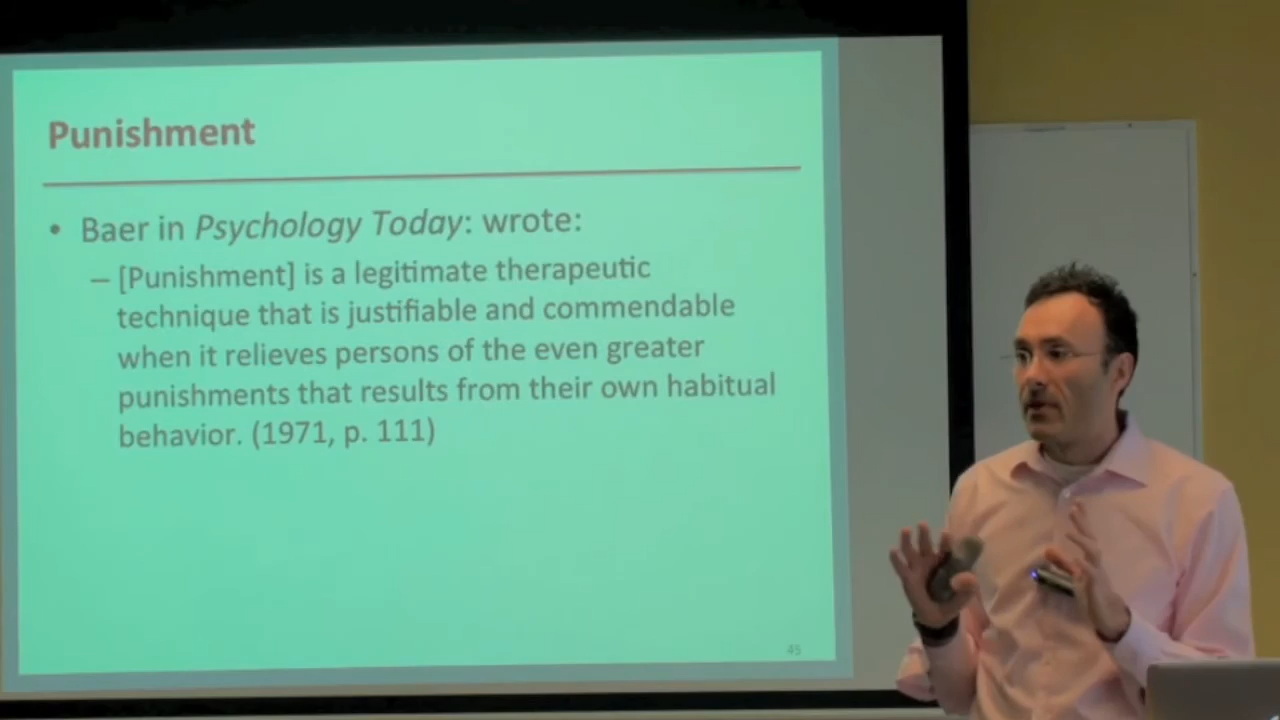 Punishment
• Baer in Psychology Today: wrote:
– [Punishment] is a legitimate therapeutic
technique that is justifiable and commendable
when it relieves persons of the even greater
punishments that results from their own habitual
behavior. (1971, p. 111)
45